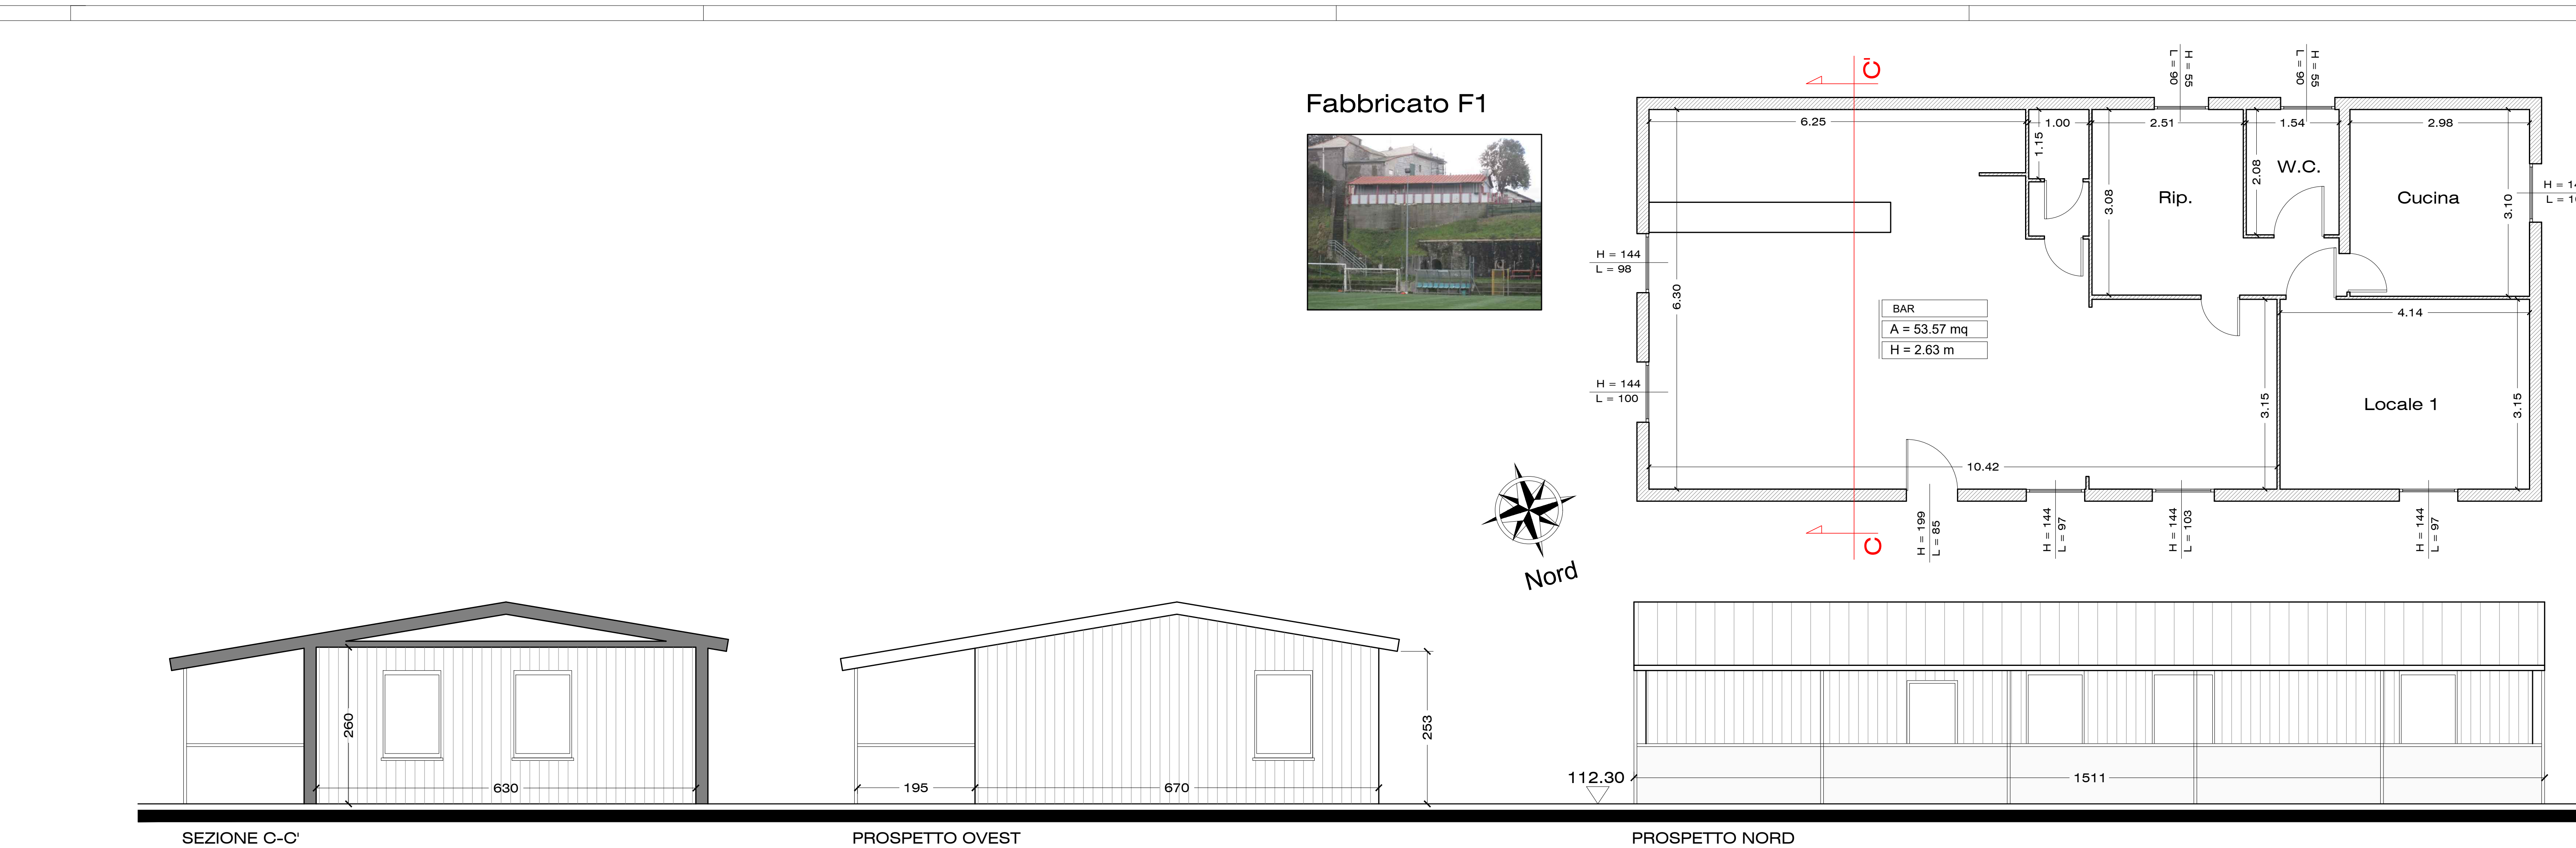 Fabbricato F1
C'
L = 90
H = 55
L = 90
H = 55
6.25
1.00
2.51
1.54
2.98
1.15
2.08
W.C.
3.08
Rip.
Cucina
3.10
H = 144
L = 98
6.30
BAR
A = 53.57 mq
H = 2.63 m
4.14
H = 144
L = 100
3.15
Locale 1
3.15
10.42
C
H = 199
L = 85
H = 144
L = 97
H = 144
L = 103
H = 144
L = 97
Nord
260
630
195
670
253
112.30
1511
SEZIONE C-C'
PROSPETTO OVEST
PROSPETTO NORD